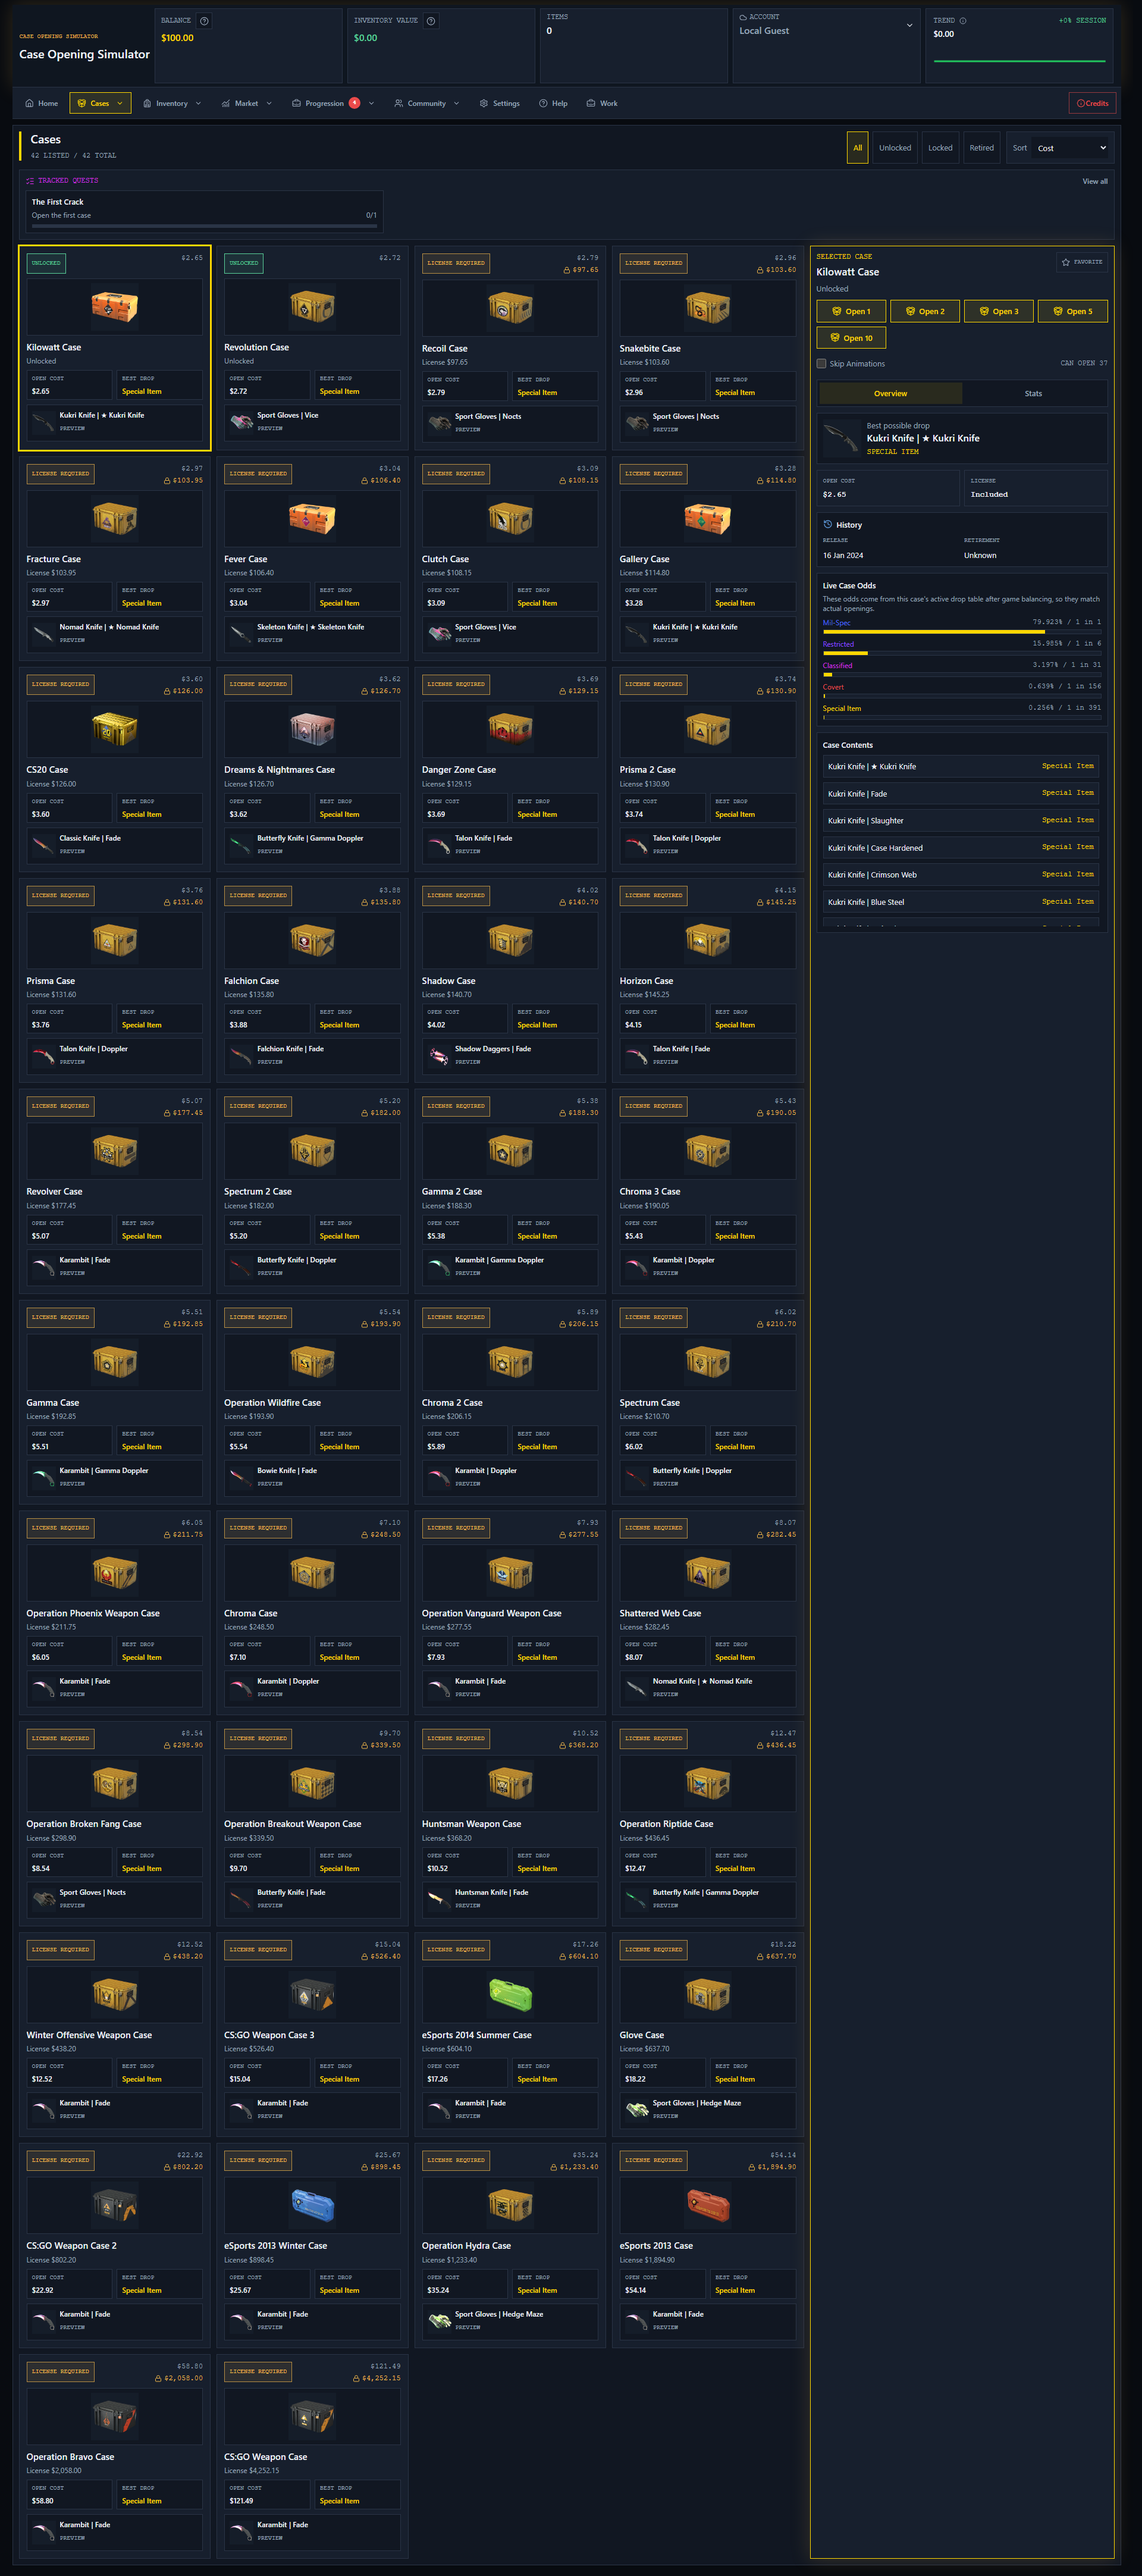 CASE OPENING SIMULATOR
Case Opening Simulator
BALANCE
$100.00
INVENTORY VALUE
$0.00
ITEMS
0
ACCOUNT
Local Guest
TREND
+0% SESSION
$0.00
Home
Cases
Inventory
Market
Progression 4
Community
Settings
Help
Work
Credits
Cases
42 LISTED / 42 TOTAL
All
Unlocked
Locked
Retired
Sort Cost
TRACKED QUESTS
View all
The First Crack
Open the first case 0/1
UNLOCKED $2.65
Kilowatt Case
Unlocked
OPEN COST BEST DROP
$2.65 Special Item
Kukri Knife | ★ Kukri Knife
PREVIEW
UNLOCKED $2.72
Revolution Case
Unlocked
OPEN COST BEST DROP
$2.72 Special Item
Sport Gloves | Vice
PREVIEW
LICENSE REQUIRED $2.79
$97.65
Recoil Case
License $97.65
OPEN COST BEST DROP
$2.79 Special Item
Sport Gloves | Nocts
PREVIEW
LICENSE REQUIRED $2.96
$103.60
Snakebite Case
License $103.60
OPEN COST BEST DROP
$2.96 Special Item
Sport Gloves | Nocts
PREVIEW
LICENSE REQUIRED $2.97
$103.95
Fracture Case
License $103.95
OPEN COST BEST DROP
$2.97 Special Item
Nomad Knife | ★ Nomad Knife
PREVIEW
LICENSE REQUIRED $3.04
$106.40
Fever Case
License $106.40
OPEN COST BEST DROP
$3.04 Special Item
Skeleton Knife | ★ Skeleton Knife
PREVIEW
LICENSE REQUIRED $3.09
$108.15
Clutch Case
License $108.15
OPEN COST BEST DROP
$3.09 Special Item
Sport Gloves | Vice
PREVIEW
LICENSE REQUIRED $3.28
$114.80
Gallery Case
License $114.80
OPEN COST BEST DROP
$3.28 Special Item
Kukri Knife | ★ Kukri Knife
PREVIEW
LICENSE REQUIRED $3.60
$126.00
CS20 Case
License $126.00
OPEN COST BEST DROP
$3.60 Special Item
Classic Knife | Fade
PREVIEW
LICENSE REQUIRED $3.62
$126.70
Dreams & Nightmares Case
License $126.70
OPEN COST BEST DROP
$3.62 Special Item
Butterfly Knife | Gamma Doppler
PREVIEW
LICENSE REQUIRED $3.69
$129.15
Danger Zone Case
License $129.15
OPEN COST BEST DROP
$3.69 Special Item
Talon Knife | Fade
PREVIEW
LICENSE REQUIRED $3.74
$130.90
Prisma 2 Case
License $130.90
OPEN COST BEST DROP
$3.74 Special Item
Talon Knife | Doppler
PREVIEW
LICENSE REQUIRED $3.76
$131.60
Prisma Case
License $131.60
OPEN COST BEST DROP
$3.76 Special Item
Talon Knife | Doppler
PREVIEW
LICENSE REQUIRED $3.88
$135.80
Falchion Case
License $135.80
OPEN COST BEST DROP
$3.88 Special Item
Falchion Knife | Fade
PREVIEW
LICENSE REQUIRED $4.02
$140.70
Shadow Case
License $140.70
OPEN COST BEST DROP
$4.02 Special Item
Shadow Daggers | Fade
PREVIEW
LICENSE REQUIRED $4.15
$145.25
Horizon Case
License $145.25
OPEN COST BEST DROP
$4.15 Special Item
Talon Knife | Fade
PREVIEW
LICENSE REQUIRED $5.07
$177.45
Revolver Case
License $177.45
OPEN COST BEST DROP
$5.07 Special Item
Karambit | Fade
PREVIEW
LICENSE REQUIRED $5.20
$182.00
Spectrum 2 Case
License $182.00
OPEN COST BEST DROP
$5.20 Special Item
Butterfly Knife | Doppler
PREVIEW
LICENSE REQUIRED $5.38
$188.30
Gamma 2 Case
License $188.30
OPEN COST BEST DROP
$5.38 Special Item
Karambit | Gamma Doppler
PREVIEW
LICENSE REQUIRED $5.43
$190.05
Chroma 3 Case
License $190.05
OPEN COST BEST DROP
$5.43 Special Item
Karambit | Doppler
PREVIEW
LICENSE REQUIRED $5.51
$192.85
Gamma Case
License $192.85
OPEN COST BEST DROP
$5.51 Special Item
Karambit | Gamma Doppler
PREVIEW
LICENSE REQUIRED $5.54
$193.90
Operation Wildfire Case
License $193.90
OPEN COST BEST DROP
$5.54 Special Item
Bowie Knife | Fade
PREVIEW
LICENSE REQUIRED $5.89
$206.15
Chroma 2 Case
License $206.15
OPEN COST BEST DROP
$5.89 Special Item
Karambit | Doppler
PREVIEW
LICENSE REQUIRED $6.02
$210.70
Spectrum Case
License $210.70
OPEN COST BEST DROP
$6.02 Special Item
Butterfly Knife | Doppler
PREVIEW
LICENSE REQUIRED $6.05
$211.75
Operation Phoenix Weapon Case
License $211.75
OPEN COST BEST DROP
$6.05 Special Item
Karambit | Fade
PREVIEW
LICENSE REQUIRED $7.10
$248.50
Chroma Case
License $248.50
OPEN COST BEST DROP
$7.10 Special Item
Karambit | Doppler
PREVIEW
LICENSE REQUIRED $7.93
$277.55
Operation Vanguard Weapon Case
License $277.55
OPEN COST BEST DROP
$7.93 Special Item
Karambit | Fade
PREVIEW
LICENSE REQUIRED $8.07
$282.45
Shattered Web Case
License $282.45
OPEN COST BEST DROP
$8.07 Special Item
Nomad Knife | ★ Nomad Knife
PREVIEW
LICENSE REQUIRED $8.54
$298.90
Operation Broken Fang Case
License $298.90
OPEN COST BEST DROP
$8.54 Special Item
Sport Gloves | Nocts
PREVIEW
LICENSE REQUIRED $9.70
$339.50
Operation Breakout Weapon Case
License $339.50
OPEN COST BEST DROP
$9.70 Special Item
Butterfly Knife | Fade
PREVIEW
LICENSE REQUIRED $10.52
$368.20
Huntsman Weapon Case
License $368.20
OPEN COST BEST DROP
$10.52 Special Item
Huntsman Knife | Fade
PREVIEW
LICENSE REQUIRED $12.47
$436.45
Operation Riptide Case
License $436.45
OPEN COST BEST DROP
$12.47 Special Item
Butterfly Knife | Gamma Doppler
PREVIEW
LICENSE REQUIRED $12.52
$438.20
Winter Offensive Weapon Case
License $438.20
OPEN COST BEST DROP
$12.52 Special Item
Karambit | Fade
PREVIEW
LICENSE REQUIRED $15.04
$526.40
CS:GO Weapon Case 3
License $526.40
OPEN COST BEST DROP
$15.04 Special Item
Karambit | Fade
PREVIEW
LICENSE REQUIRED $17.26
$604.10
eSports 2014 Summer Case
License $604.10
OPEN COST BEST DROP
$17.26 Special Item
Karambit | Fade
PREVIEW
LICENSE REQUIRED $18.22
$637.70
Glove Case
License $637.70
OPEN COST BEST DROP
$18.22 Special Item
Sport Gloves | Hedge Maze
PREVIEW
LICENSE REQUIRED $22.92
$802.20
CS:GO Weapon Case 2
License $802.20
OPEN COST BEST DROP
$22.92 Special Item
Karambit | Fade
PREVIEW
LICENSE REQUIRED $25.67
$898.45
eSports 2013 Winter Case
License $898.45
OPEN COST BEST DROP
$25.67 Special Item
Karambit | Fade
PREVIEW
LICENSE REQUIRED $35.24
$1,233.40
Operation Hydra Case
License $1,233.40
OPEN COST BEST DROP
$35.24 Special Item
Sport Gloves | Hedge Maze
PREVIEW
LICENSE REQUIRED $54.14
$1,894.90
eSports 2013 Case
License $1,894.90
OPEN COST BEST DROP
$54.14 Special Item
Karambit | Fade
PREVIEW
LICENSE REQUIRED $58.80
$2,058.00
Operation Bravo Case
License $2,058.00
OPEN COST BEST DROP
$58.80 Special Item
Karambit | Fade
PREVIEW
LICENSE REQUIRED $121.49
$4,252.15
CS:GO Weapon Case
License $4,252.15
OPEN COST BEST DROP
$121.49 Special Item
Karambit | Fade
PREVIEW
SELECTED CASE
FAVORITE
Kilowatt Case
Unlocked
Open 1
Open 2
Open 3
Open 5
Open 10
Skip Animations
CAN OPEN 37
Overview
Stats
Best possible drop
Kukri Knife | ★ Kukri Knife
SPECIAL ITEM
OPEN COST LICENSE
$2.65 Included
History
RELEASE RETIREMENT
16 Jan 2024 Unknown
Live Case Odds
These odds come from this case's active drop table after game balancing, so they match
actual openings.
Mil-Spec 79.923% / 1 in 1
Restricted 15.985% / 1 in 6
Classified 3.197% / 1 in 31
Covert 0.639% / 1 in 156
Special Item 0.256% / 1 in 391
Case Contents
Kukri Knife | ★ Kukri Knife Special Item
Kukri Knife | Fade Special Item
Kukri Knife | Slaughter Special Item
Kukri Knife | Case Hardened Special Item
Kukri Knife | Crimson Web Special Item
Kukri Knife | Blue Steel Special Item